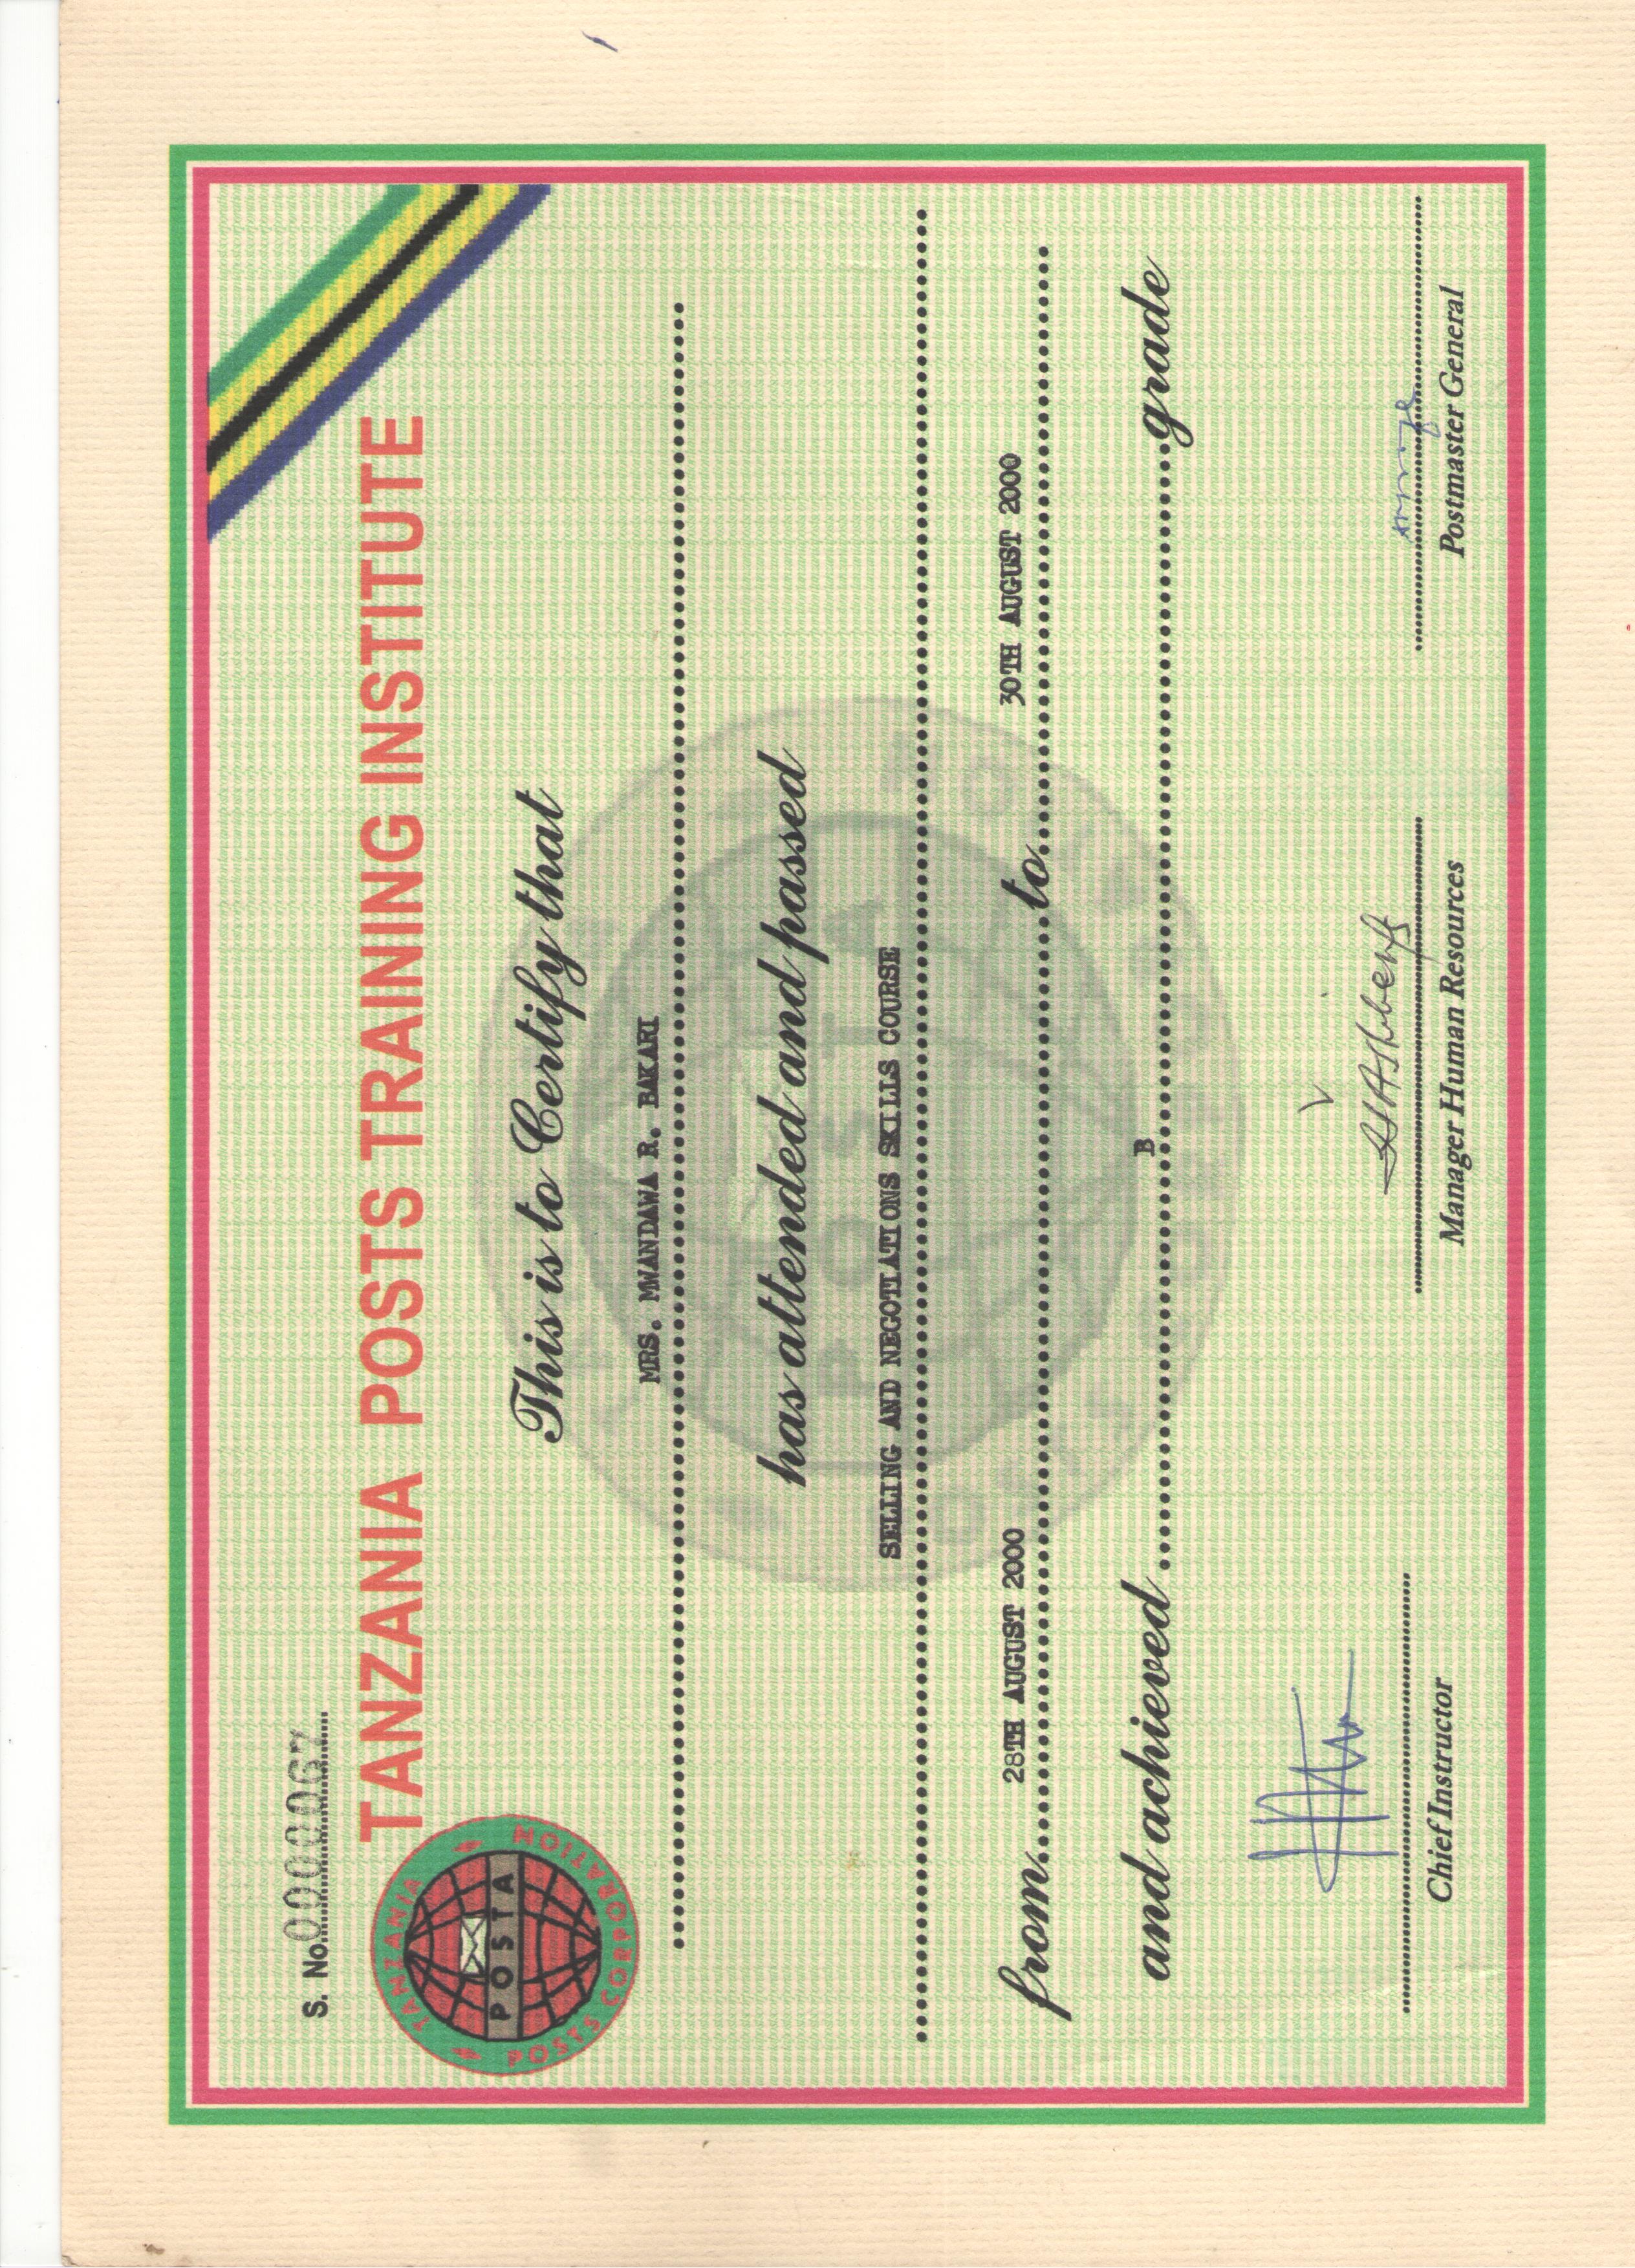 S. No. 000067
TANZANIA POSTS TRAINING INSTITUTE
TANZANIA
POSTA
POSTS CORPORATION
This is to Certify that
MRS. MWANDAWA R. BAKARI
has attended and passed
SELLING AND NEGOTIATIONS SKILLS COURSE
from 28TH AUGUST 2000 to 30TH AUGUST 2000
and achieved B grade
Chief Instructor Manager Human Resources Postmaster General